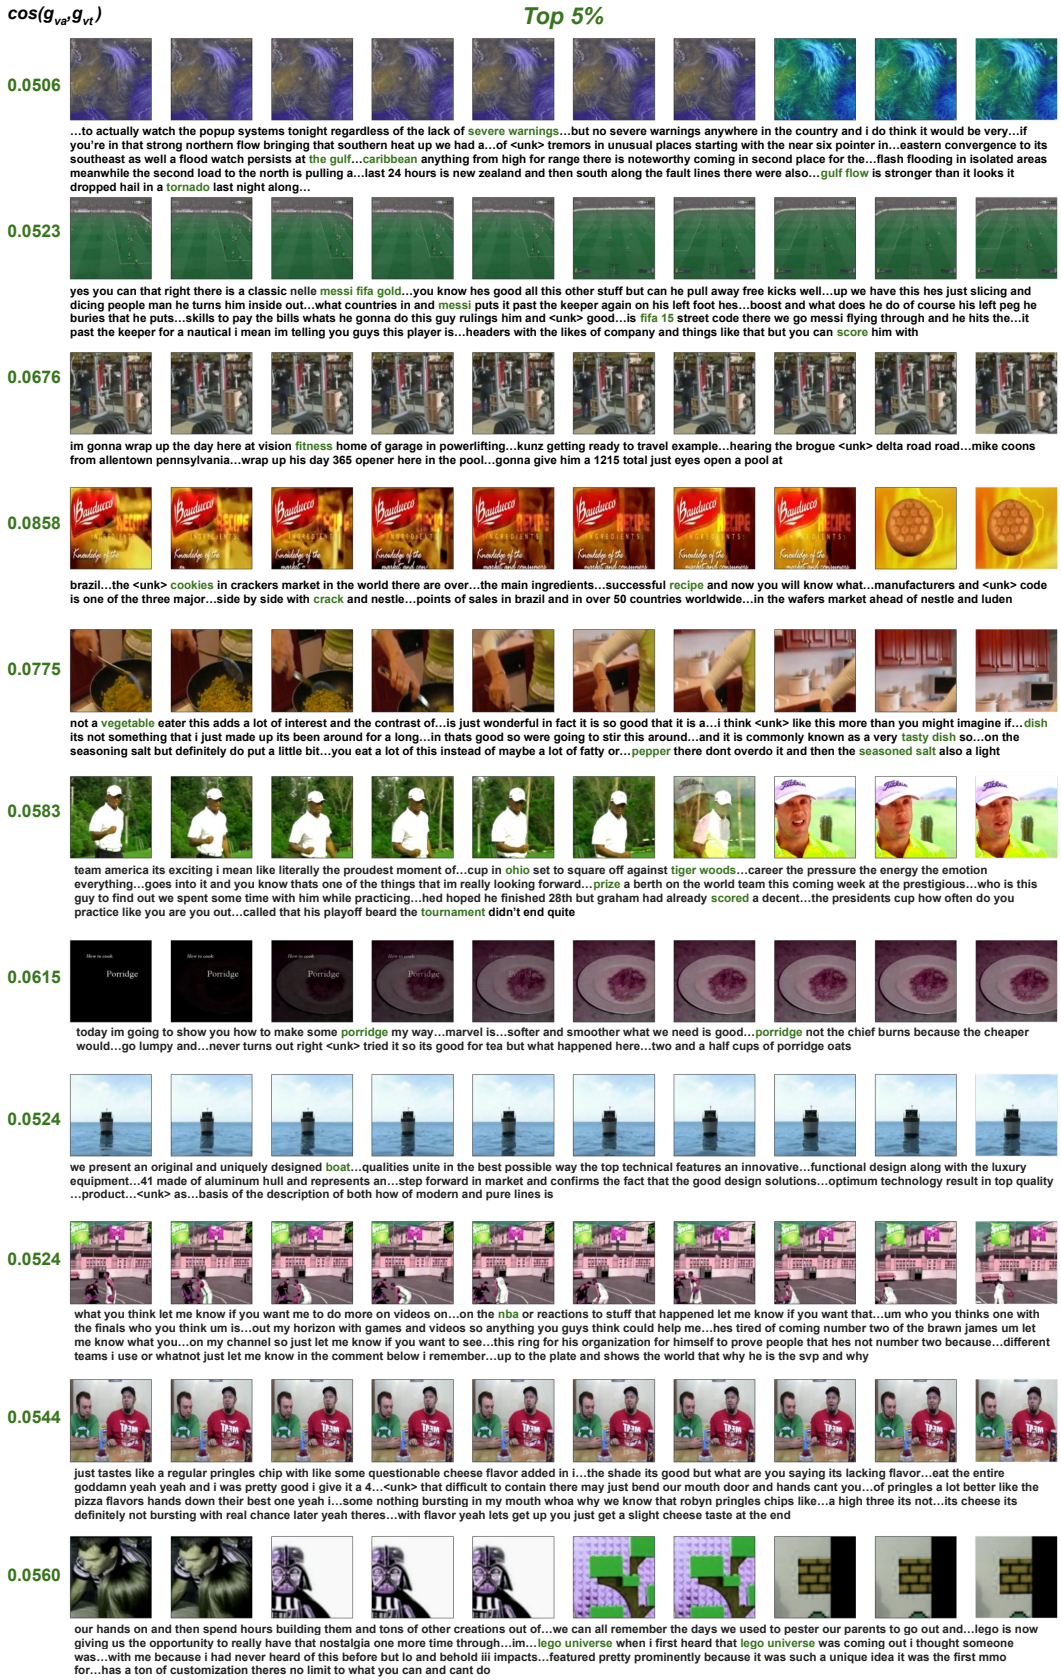 cos(g_va,g_vt)
Top 5%
0.0506
…to actually watch the popup systems tonight regardless of the lack of severe warnings…but no severe warnings anywhere in the country and i do think it would be very…if
you're in that strong northern flow bringing that southern heat up we had a…of <unk> tremors in unusual places starting with the near six pointer in…eastern convergence to its
southeast as well a flood watch persists at the gulf…caribbean anything from high for range there is noteworthy coming in second place for the…flash flooding in isolated areas
meanwhile the second load to the north is pulling a…last 24 hours is new zealand and then south along the fault lines there were also…gulf flow is stronger than it looks it
dropped hail in a tornado last night along…
0.0523
yes you can that right there is a classic nelle messi fifa gold…you know hes good all this other stuff but can he pull away free kicks well…up we have this hes just slicing and
dicing people man he turns him inside out…what countries in and messi puts it past the keeper again on his left foot hes…boost and what does he do of course his left peg he
buries that he puts…skills to pay the bills whats he gonna do this guy rulings him and <unk> good…is fifa 15 street code there we go messi flying through and he hits the…it
past the keeper for a nautical i mean im telling you guys this player is…headers with the likes of company and things like that but you can score him with
0.0676
im gonna wrap up the day here at vision fitness home of garage in powerlifting…kunz getting ready to travel example…hearing the brogue <unk> delta road road…mike coons
from allentown pennsylvania…wrap up his day 365 opener here in the pool…gonna give him a 1215 total just eyes open a pool at
0.0858
Bauducco
RECIPE
INGREDIENTS:
Knowledge of the
market and consumers
brazil…the <unk> cookies in crackers market in the world there are over…the main ingredients…successful recipe and now you will know what…manufacturers and <unk> code
is one of the three major…side by side with crack and nestle…points of sales in brazil and in over 50 countries worldwide…in the wafers market ahead of nestle and luden
0.0775
not a vegetable eater this adds a lot of interest and the contrast of…is just wonderful in fact it is so good that it is a…i think <unk> like this more than you might imagine if…dish
its not something that i just made up its been around for a long…in thats good so were going to stir this around…and it is commonly known as a very tasty dish so…on the
seasoning salt but definitely do put a little bit…you eat a lot of this instead of maybe a lot of fatty or…pepper there dont overdo it and then the seasoned salt also a light
0.0583
team america its exciting i mean like literally the proudest moment of…cup in ohio set to square off against tiger woods…career the pressure the energy the emotion
everything…goes into it and you know thats one of the things that im really looking forward…prize a berth on the world team this coming week at the prestigious…who is this
guy to find out we spent some time with him while practicing…hed hoped he finished 28th but graham had already scored a decent…the presidents cup how often do you
practice like you are you out…called that his playoff beard the tournament didn't end quite
0.0615
How to cook:
Porridge
today im going to show you how to make some porridge my way…marvel is…softer and smoother what we need is good…porridge not the chief burns because the cheaper
would…go lumpy and…never turns out right <unk> tried it so its good for tea but what happened here…two and a half cups of porridge oats
0.0524
we present an original and uniquely designed boat…qualities unite in the best possible way the top technical features an innovative…functional design along with the luxury
equipment…41 made of aluminum hull and represents an…step forward in market and confirms the fact that the good design solutions…optimum technology result in top quality
…product…<unk> as…basis of the description of both how of modern and pure lines is
0.0524
what you think let me know if you want me to do more on videos on…on the nba or reactions to stuff that happened let me know if you want that…um who you thinks one with
the finals who you think um is…out my horizon with games and videos so anything you guys think could help me…hes tired of coming number two of the brawn james um let
me know what you…on my channel so just let me know if you want to see…this ring for his organization for himself to prove people that hes not number two because…different
teams i use or whatnot just let me know in the comment below i remember…up to the plate and shows the world that why he is the svp and why
0.0544
just tastes like a regular pringles chip with like some questionable cheese flavor added in i…the shade its good but what are you saying its lacking flavor…eat the entire
goddamn yeah yeah and i was pretty good i give it a 4…<unk> that difficult to contain there may just bend our mouth door and hands cant you…of pringles a lot better like the
pizza flavors hands down their best one yeah i…some nothing bursting in my mouth whoa why we know that robyn pringles chips like…a high three its not…its cheese its
definitely not bursting with real chance later yeah theres…with flavor yeah lets get up you just get a slight cheese taste at the end
0.0560
our hands on and then spend hours building them and tons of other creations out of…we can all remember the days we used to pester our parents to go out and…lego is now
giving us the opportunity to really have that nostalgia one more time through…im…lego universe when i first heard that lego universe was coming out i thought someone
was…with me because i had never heard of this before but lo and behold iii impacts…featured pretty prominently because it was such a unique idea it was the first mmo
for…has a ton of customization theres no limit to what you can and cant do